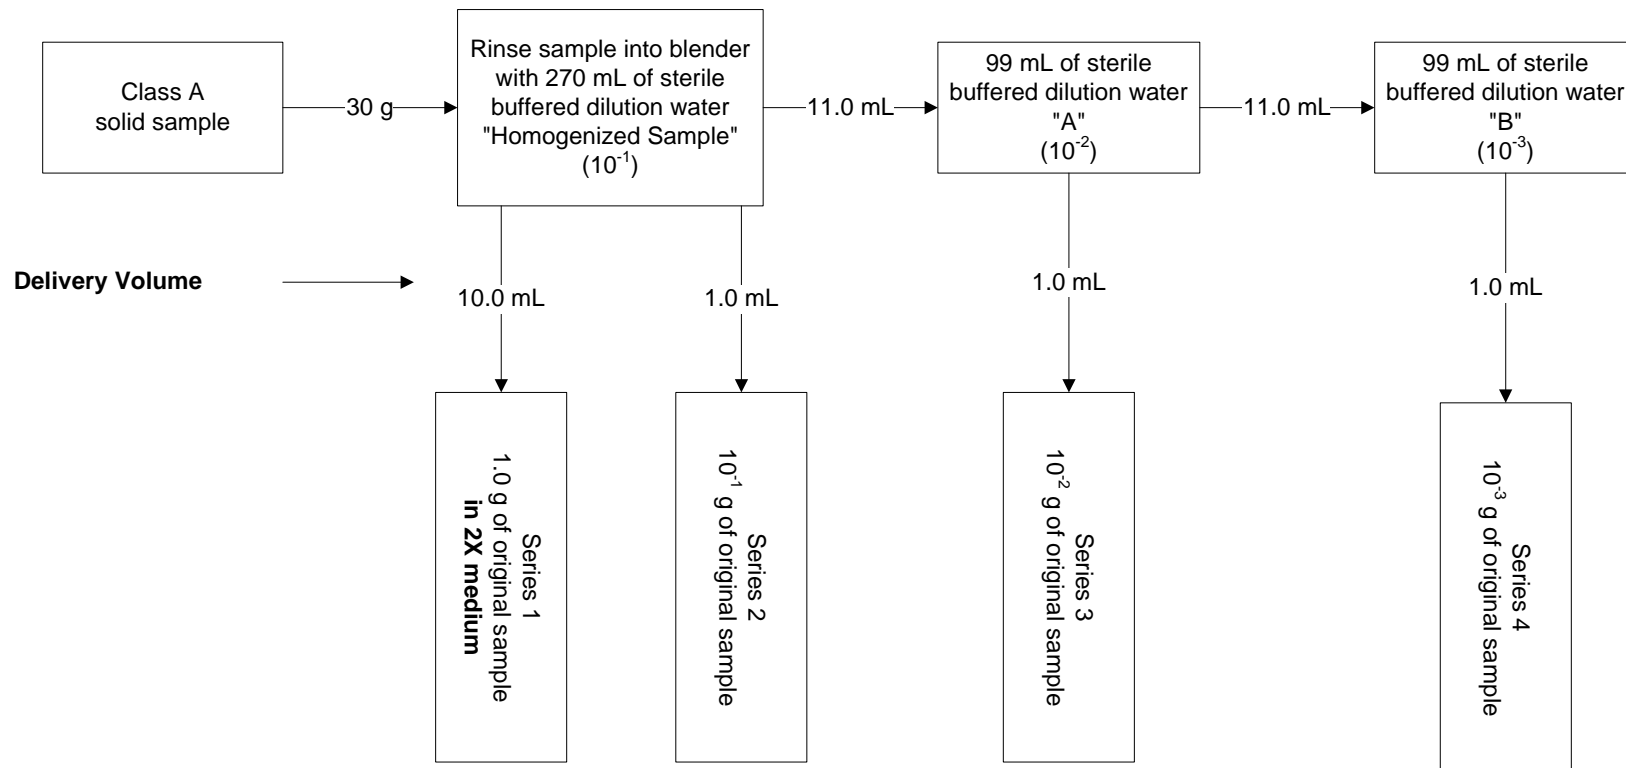 Class A
solid sample
30 g
Rinse sample into blender
with 270 mL of sterile
buffered dilution water
"Homogenized Sample"
(10⁻¹)
11.0 mL
99 mL of sterile
buffered dilution water
"A"
(10⁻²)
11.0 mL
99 mL of sterile
buffered dilution water
"B"
(10⁻³)
Delivery Volume
10.0 mL
1.0 mL
1.0 mL
1.0 mL
Series 1
1.0 g of original sample
in 2X medium
Series 2
10⁻¹ g of original sample
Series 3
10⁻² g of original sample
Series 4
10⁻³ g of original sample